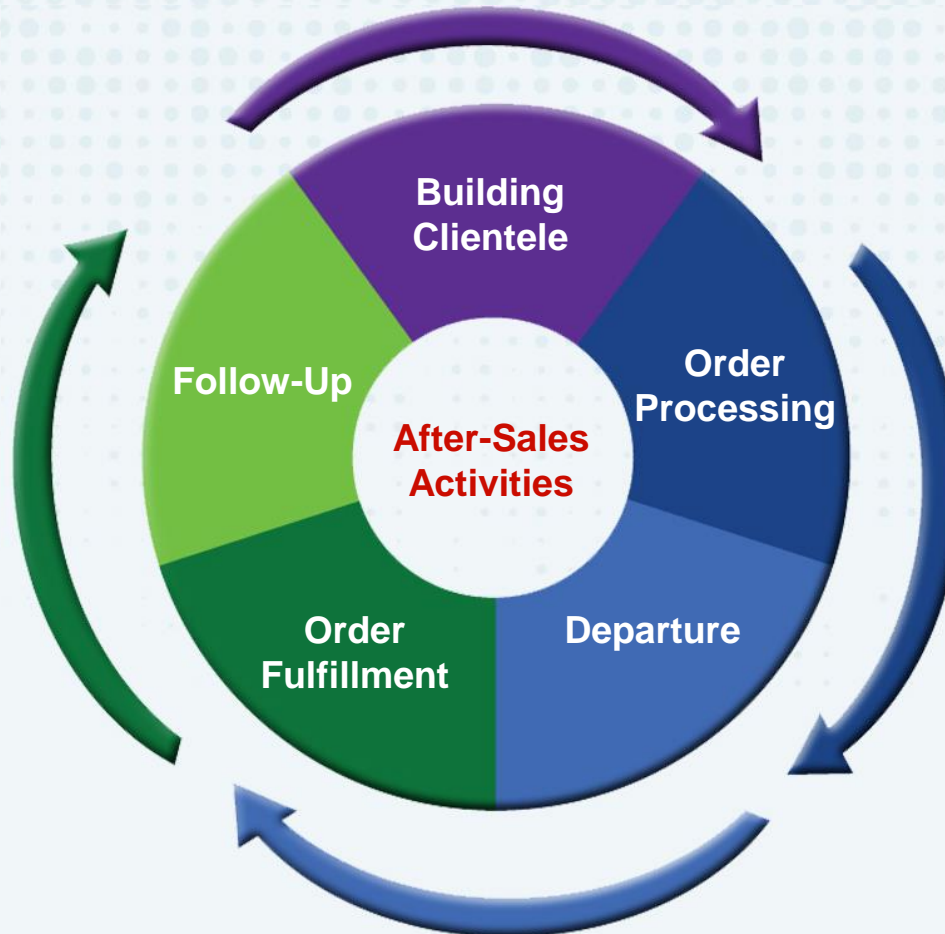 Building
Clientele
Order
Processing
Departure
Order
Fulfillment
Follow-Up
After-Sales
Activities